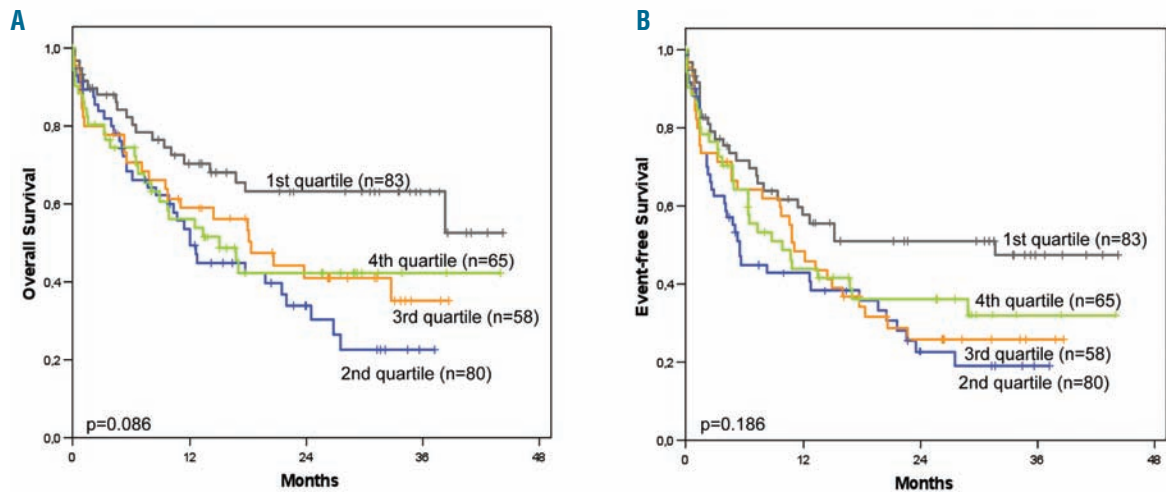 A
Overall Survival
1,0
0,8
0,6
0,4
0,2
0,0
1st quartile (n=83)
4th quartile (n=65)
3rd quartile (n=58)
2nd quartile (n=80)
p=0.086
0 12 24 36 48
Months
B
Event-free Survival
1,0
0,8
0,6
0,4
0,2
0,0
1st quartile (n=83)
4th quartile (n=65)
3rd quartile (n=58)
2nd quartile (n=80)
p=0.186
0 12 24 36 48
Months